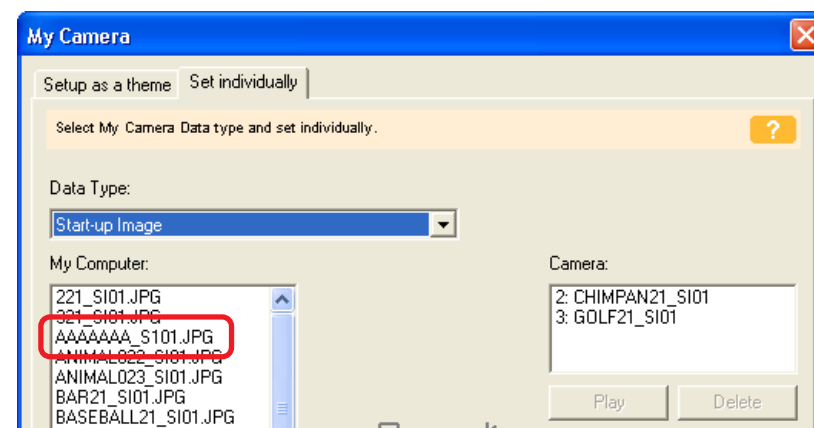 My Camera
Setup as a theme Set individually
Select My Camera Data type and set individually.
?
Data Type:
Start-up Image
My Computer:
221_SI01.JPG
321_SI01.JPG
AAAAAAA_S101.JPG
ANIMAL022_SI01.JPG
ANIMAL023_SI01.JPG
BAR21_SI01.JPG
BASEBALL21_SI01.JPG
Camera:
2: CHIMPAN21_SI01
3: GOLF21_SI01
Play Delete